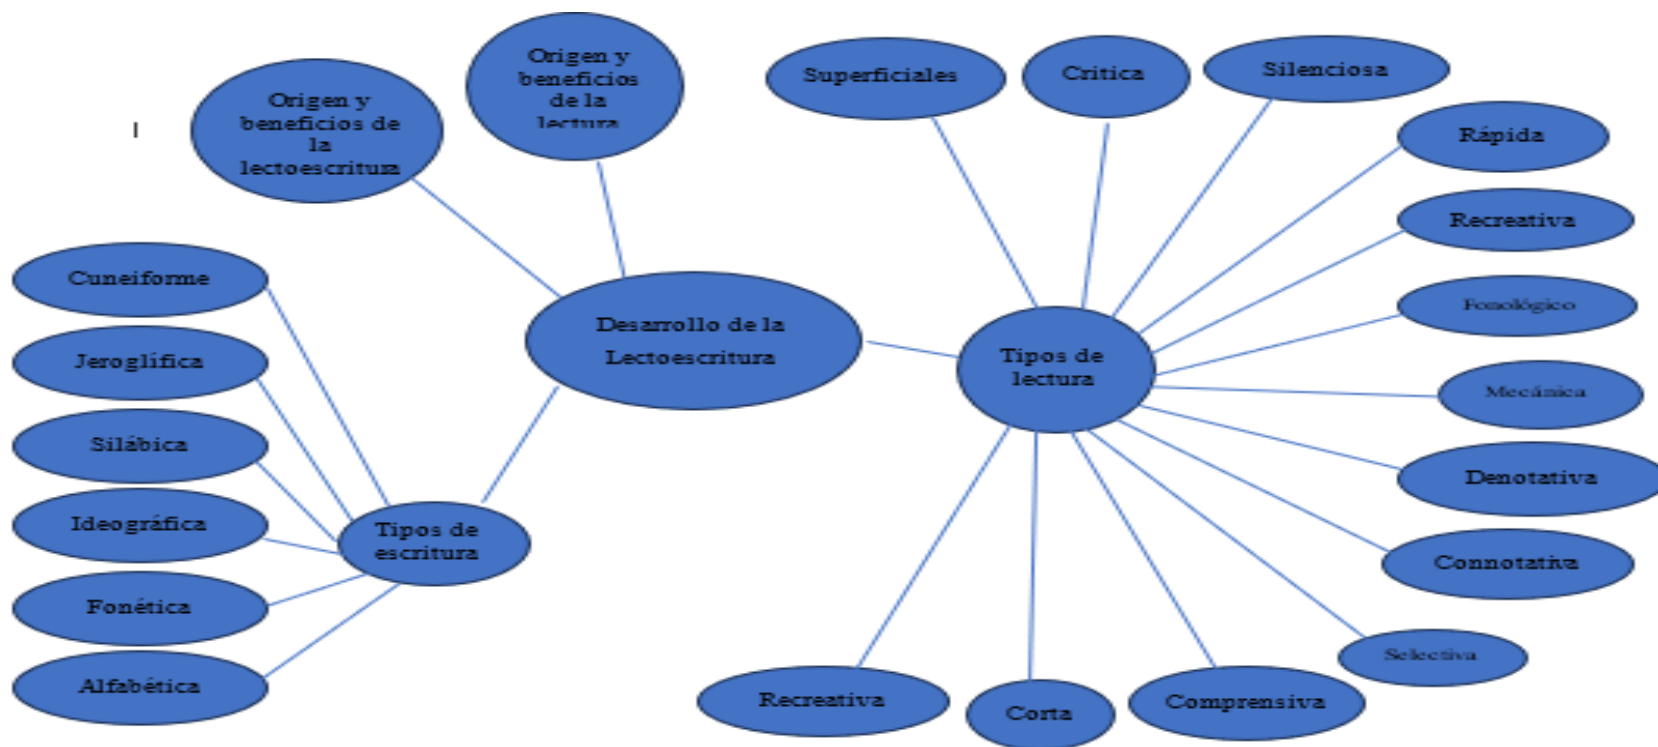 Origen y
beneficios de
la
lectoescritura
Origen y
beneficios
de la
lectura
Superficiales
Critica
Silenciosa
Rápida
Recreativa
Fonológico
Mecánica
Denotativa
Connotativa
Selectiva
Comprensiva
Corta
Recreativa
Tipos de
lectura
Desarrollo de la
Lectoescritura
Cuneiforme
Jeroglífica
Silábica
Ideográfica
Fonética
Alfabética
Tipos de
escritura